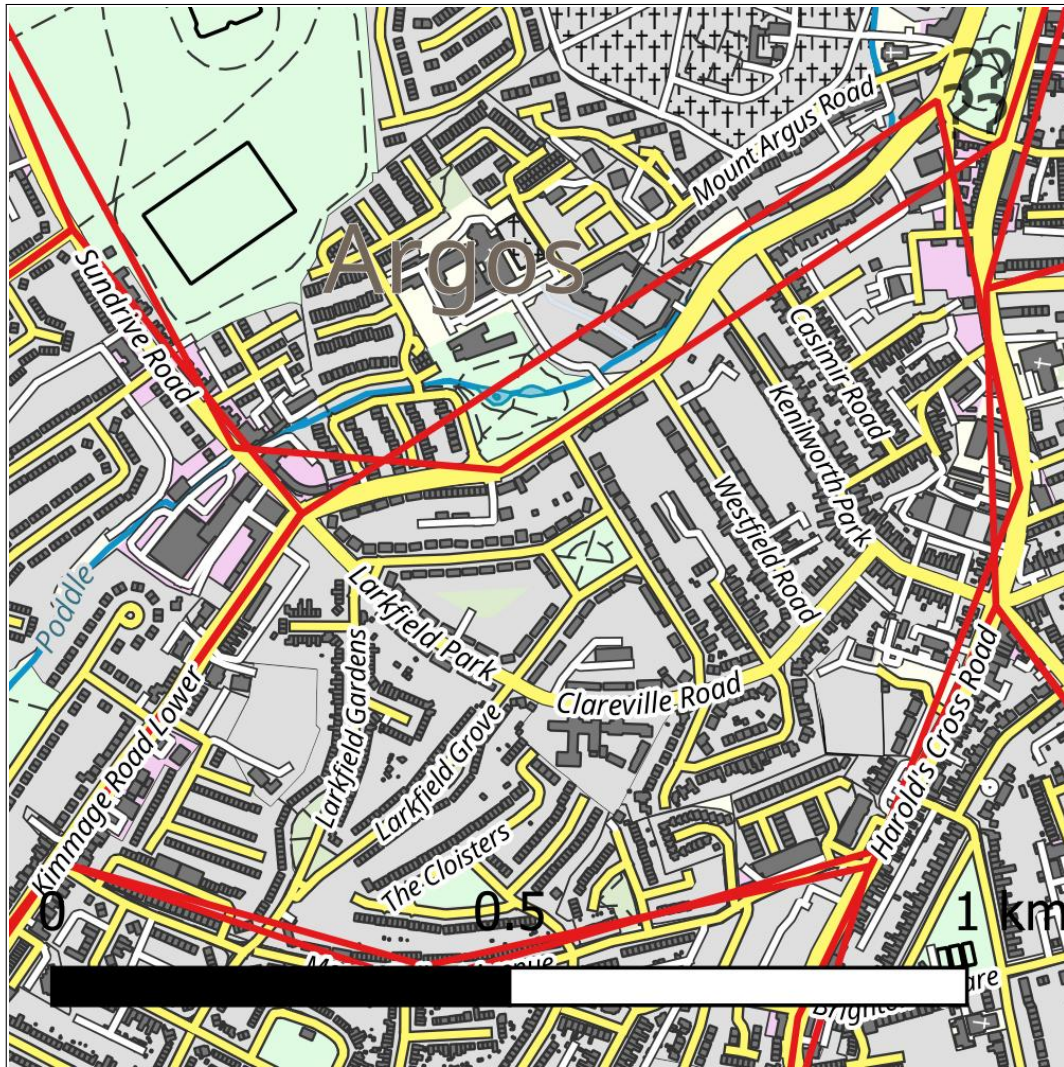 Mount Argus Road
Argos
Sundrive Road
Casimir Road
Kenilworth Park
Westfield Road
Poddle
Larkfield Park
Larkfield Gardens
Clareville Road
Larkfield Grove
Kimmage Road Lower
Harold's Cross Road
The Cloisters
0
0.5
1 km